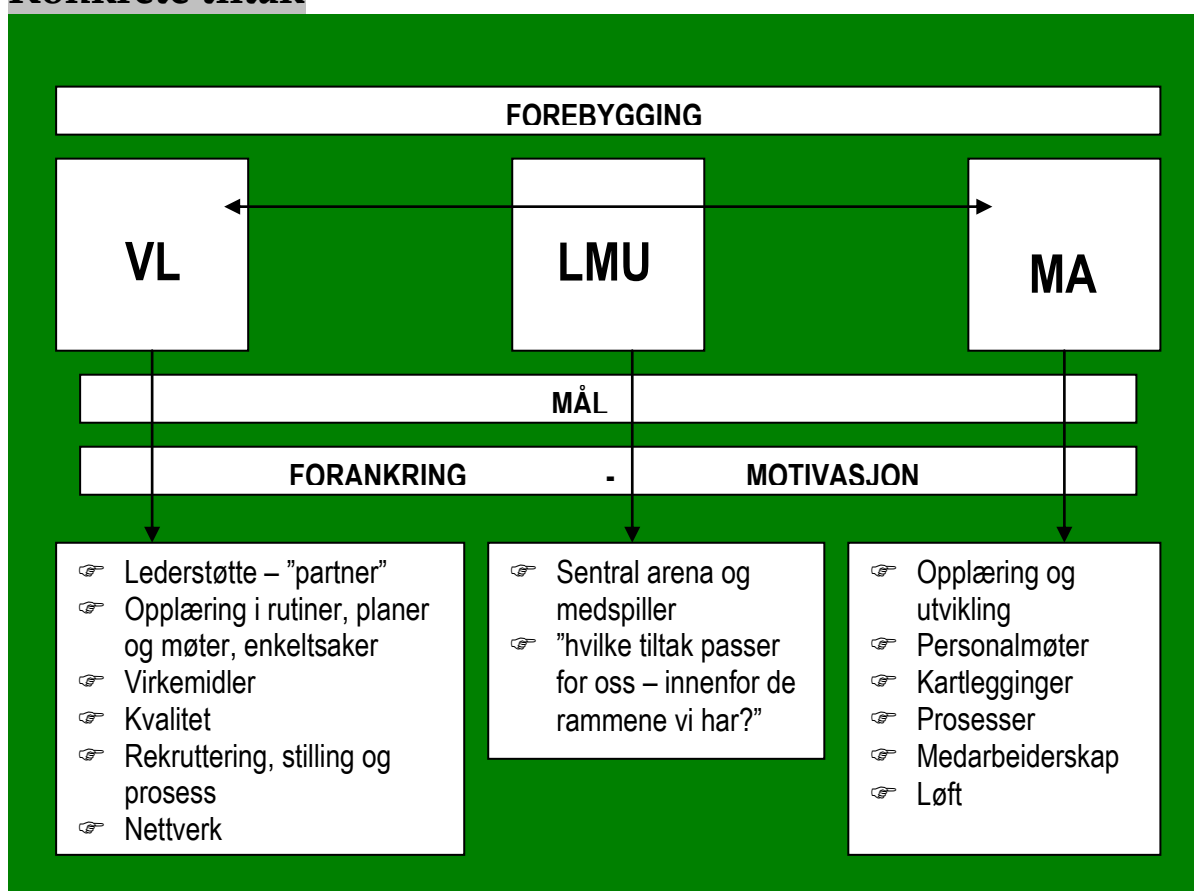 Konkrete tiltak
FOREBYGGING
VL
LMU
MA
MÅL
FORANKRING - MOTIVASJON
☞ Lederstøtte – ”partner”
☞ Opplæring i rutiner, planer
og møter, enkeltsaker
☞ Virkemidler
☞ Kvalitet
☞ Rekruttering, stilling og
prosess
☞ Nettverk
☞ Sentral arena og
medspiller
☞ ”hvilke tiltak passer
for oss – innenfor de
rammene vi har?”
☞ Opplæring og
utvikling
☞ Personalmøter
☞ Kartlegginger
☞ Prosesser
☞ Medarbeiderskap
☞ Løft